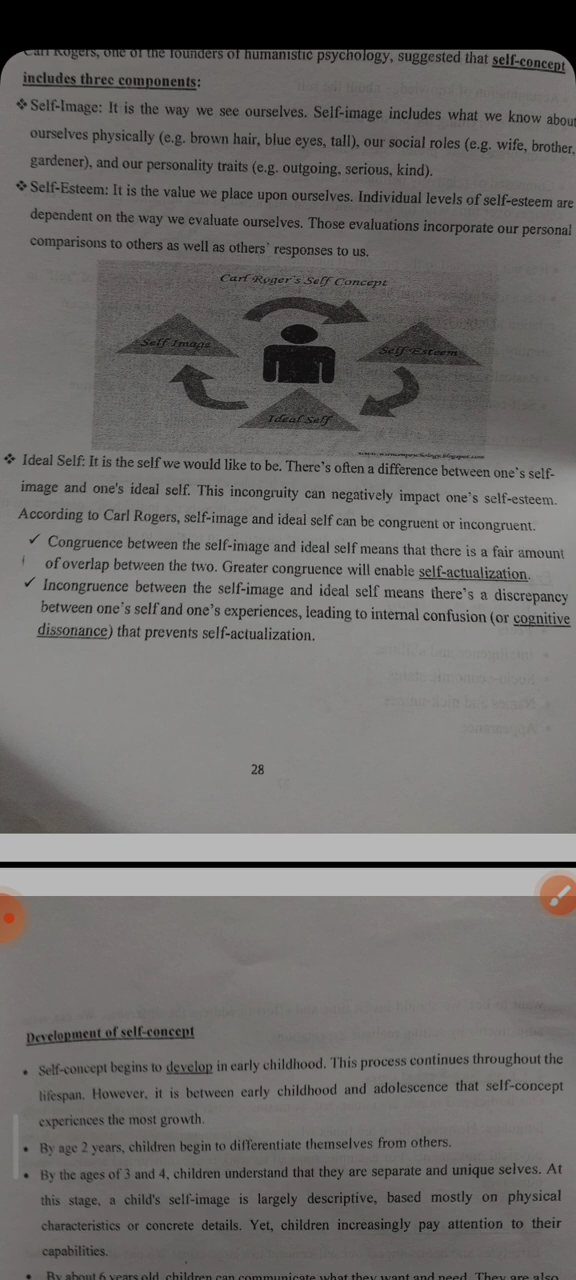 Carl Rogers, one of the founders of humanistic psychology, suggested that self-concept
includes three components:
❖ Self-Image: It is the way we see ourselves. Self-image includes what we know about
ourselves physically (e.g. brown hair, blue eyes, tall), our social roles (e.g. wife, brother,
gardener), and our personality traits (e.g. outgoing, serious, kind).
❖ Self-Esteem: It is the value we place upon ourselves. Individual levels of self-esteem are
dependent on the way we evaluate ourselves. Those evaluations incorporate our personal
comparisons to others as well as others' responses to us.
Carl Roger's Self Concept
Self Image
Self-Esteem
Ideal Self
❖ Ideal Self: It is the self we would like to be. There's often a difference between one's self-
image and one's ideal self. This incongruity can negatively impact one's self-esteem.
According to Carl Rogers, self-image and ideal self can be congruent or incongruent.
✓ Congruence between the self-image and ideal self means that there is a fair amount
of overlap between the two. Greater congruence will enable self-actualization.
✓ Incongruence between the self-image and ideal self means there's a discrepancy
between one's self and one's experiences, leading to internal confusion (or cognitive
dissonance) that prevents self-actualization.
28
Development of self-concept
• Self-concept begins to develop in early childhood. This process continues throughout the
lifespan. However, it is between early childhood and adolescence that self-concept
experiences the most growth.
• By age 2 years, children begin to differentiate themselves from others.
• By the ages of 3 and 4, children understand that they are separate and unique selves. At
this stage, a child's self-image is largely descriptive, based mostly on physical
characteristics or concrete details. Yet, children increasingly pay attention to their
capabilities.
• By about 6 years old, children can communicate what they want and need. They are also